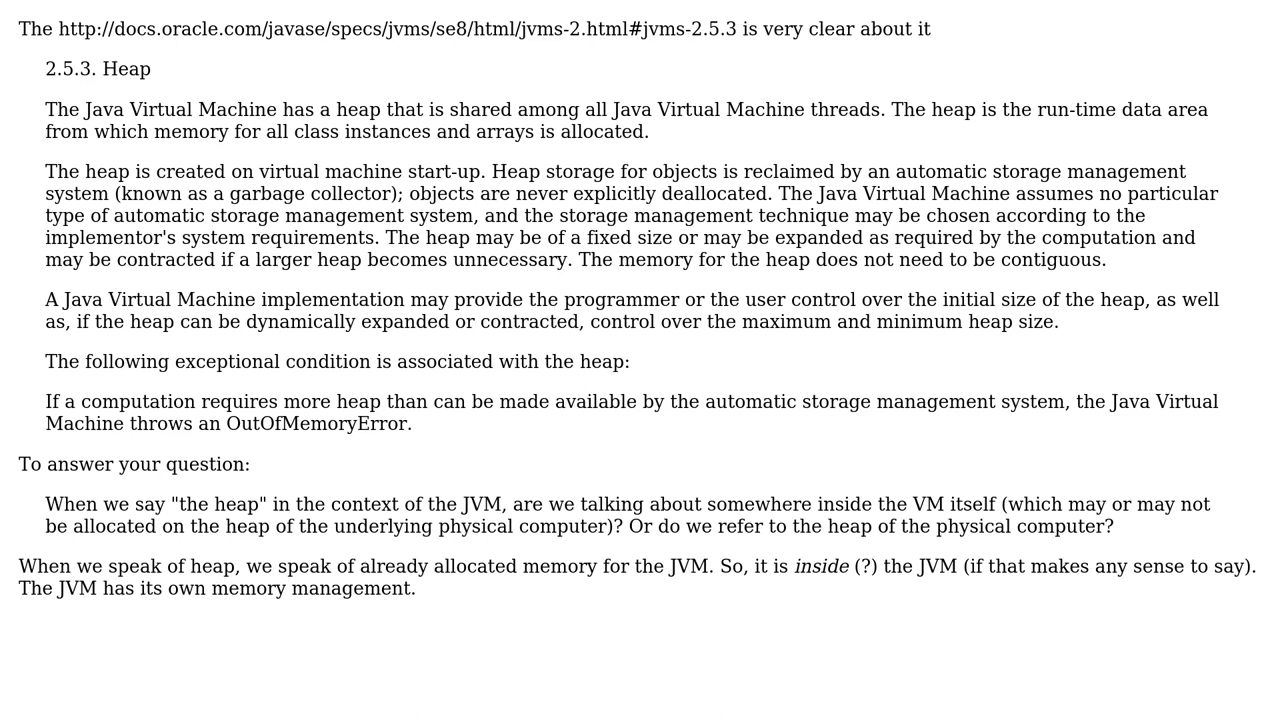 The http://docs.oracle.com/javase/specs/jvms/se8/html/jvms-2.html#jvms-2.5.3 is very clear about it
2.5.3. Heap
The Java Virtual Machine has a heap that is shared among all Java Virtual Machine threads. The heap is the run-time data area
from which memory for all class instances and arrays is allocated.
The heap is created on virtual machine start-up. Heap storage for objects is reclaimed by an automatic storage management
system (known as a garbage collector); objects are never explicitly deallocated. The Java Virtual Machine assumes no particular
type of automatic storage management system, and the storage management technique may be chosen according to the
implementor's system requirements. The heap may be of a fixed size or may be expanded as required by the computation and
may be contracted if a larger heap becomes unnecessary. The memory for the heap does not need to be contiguous.
A Java Virtual Machine implementation may provide the programmer or the user control over the initial size of the heap, as well
as, if the heap can be dynamically expanded or contracted, control over the maximum and minimum heap size.
The following exceptional condition is associated with the heap:
If a computation requires more heap than can be made available by the automatic storage management system, the Java Virtual
Machine throws an OutOfMemoryError.
To answer your question:
When we say "the heap" in the context of the JVM, are we talking about somewhere inside the VM itself (which may or may not
be allocated on the heap of the underlying physical computer)? Or do we refer to the heap of the physical computer?
When we speak of heap, we speak of already allocated memory for the JVM. So, it is inside (?) the JVM (if that makes any sense to say).
The JVM has its own memory management.